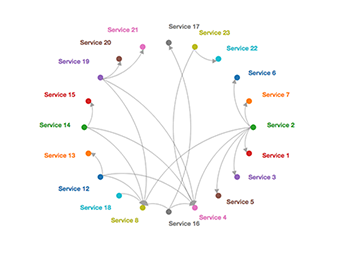 Service 17
Service 21
Service 23
Service 20
Service 22
Service 19
Service 6
Service 15
Service 7
Service 14
Service 2
Service 13
Service 1
Service 12
Service 3
Service 18
Service 5
Service 8
Service 4
Service 16